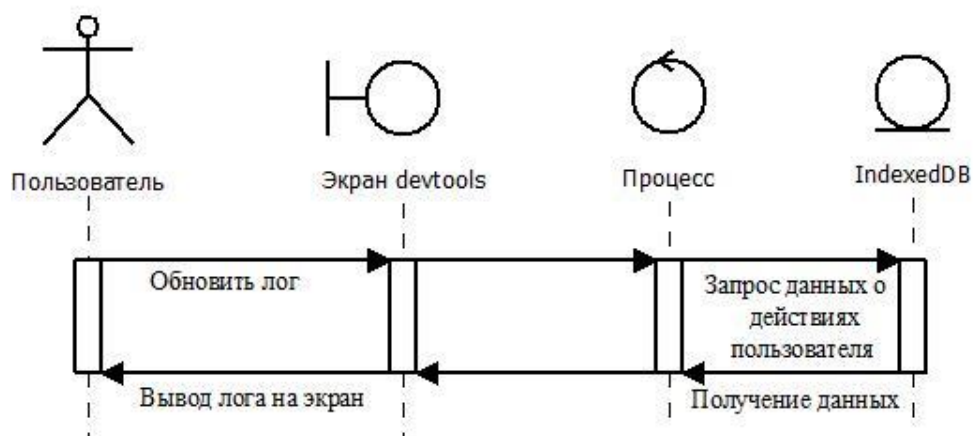 Пользователь
Экран devtools
Процесс
IndexedDB
Обновить лог
Запрос данных о
действиях
пользователя
Вывод лога на экран
Получение данных